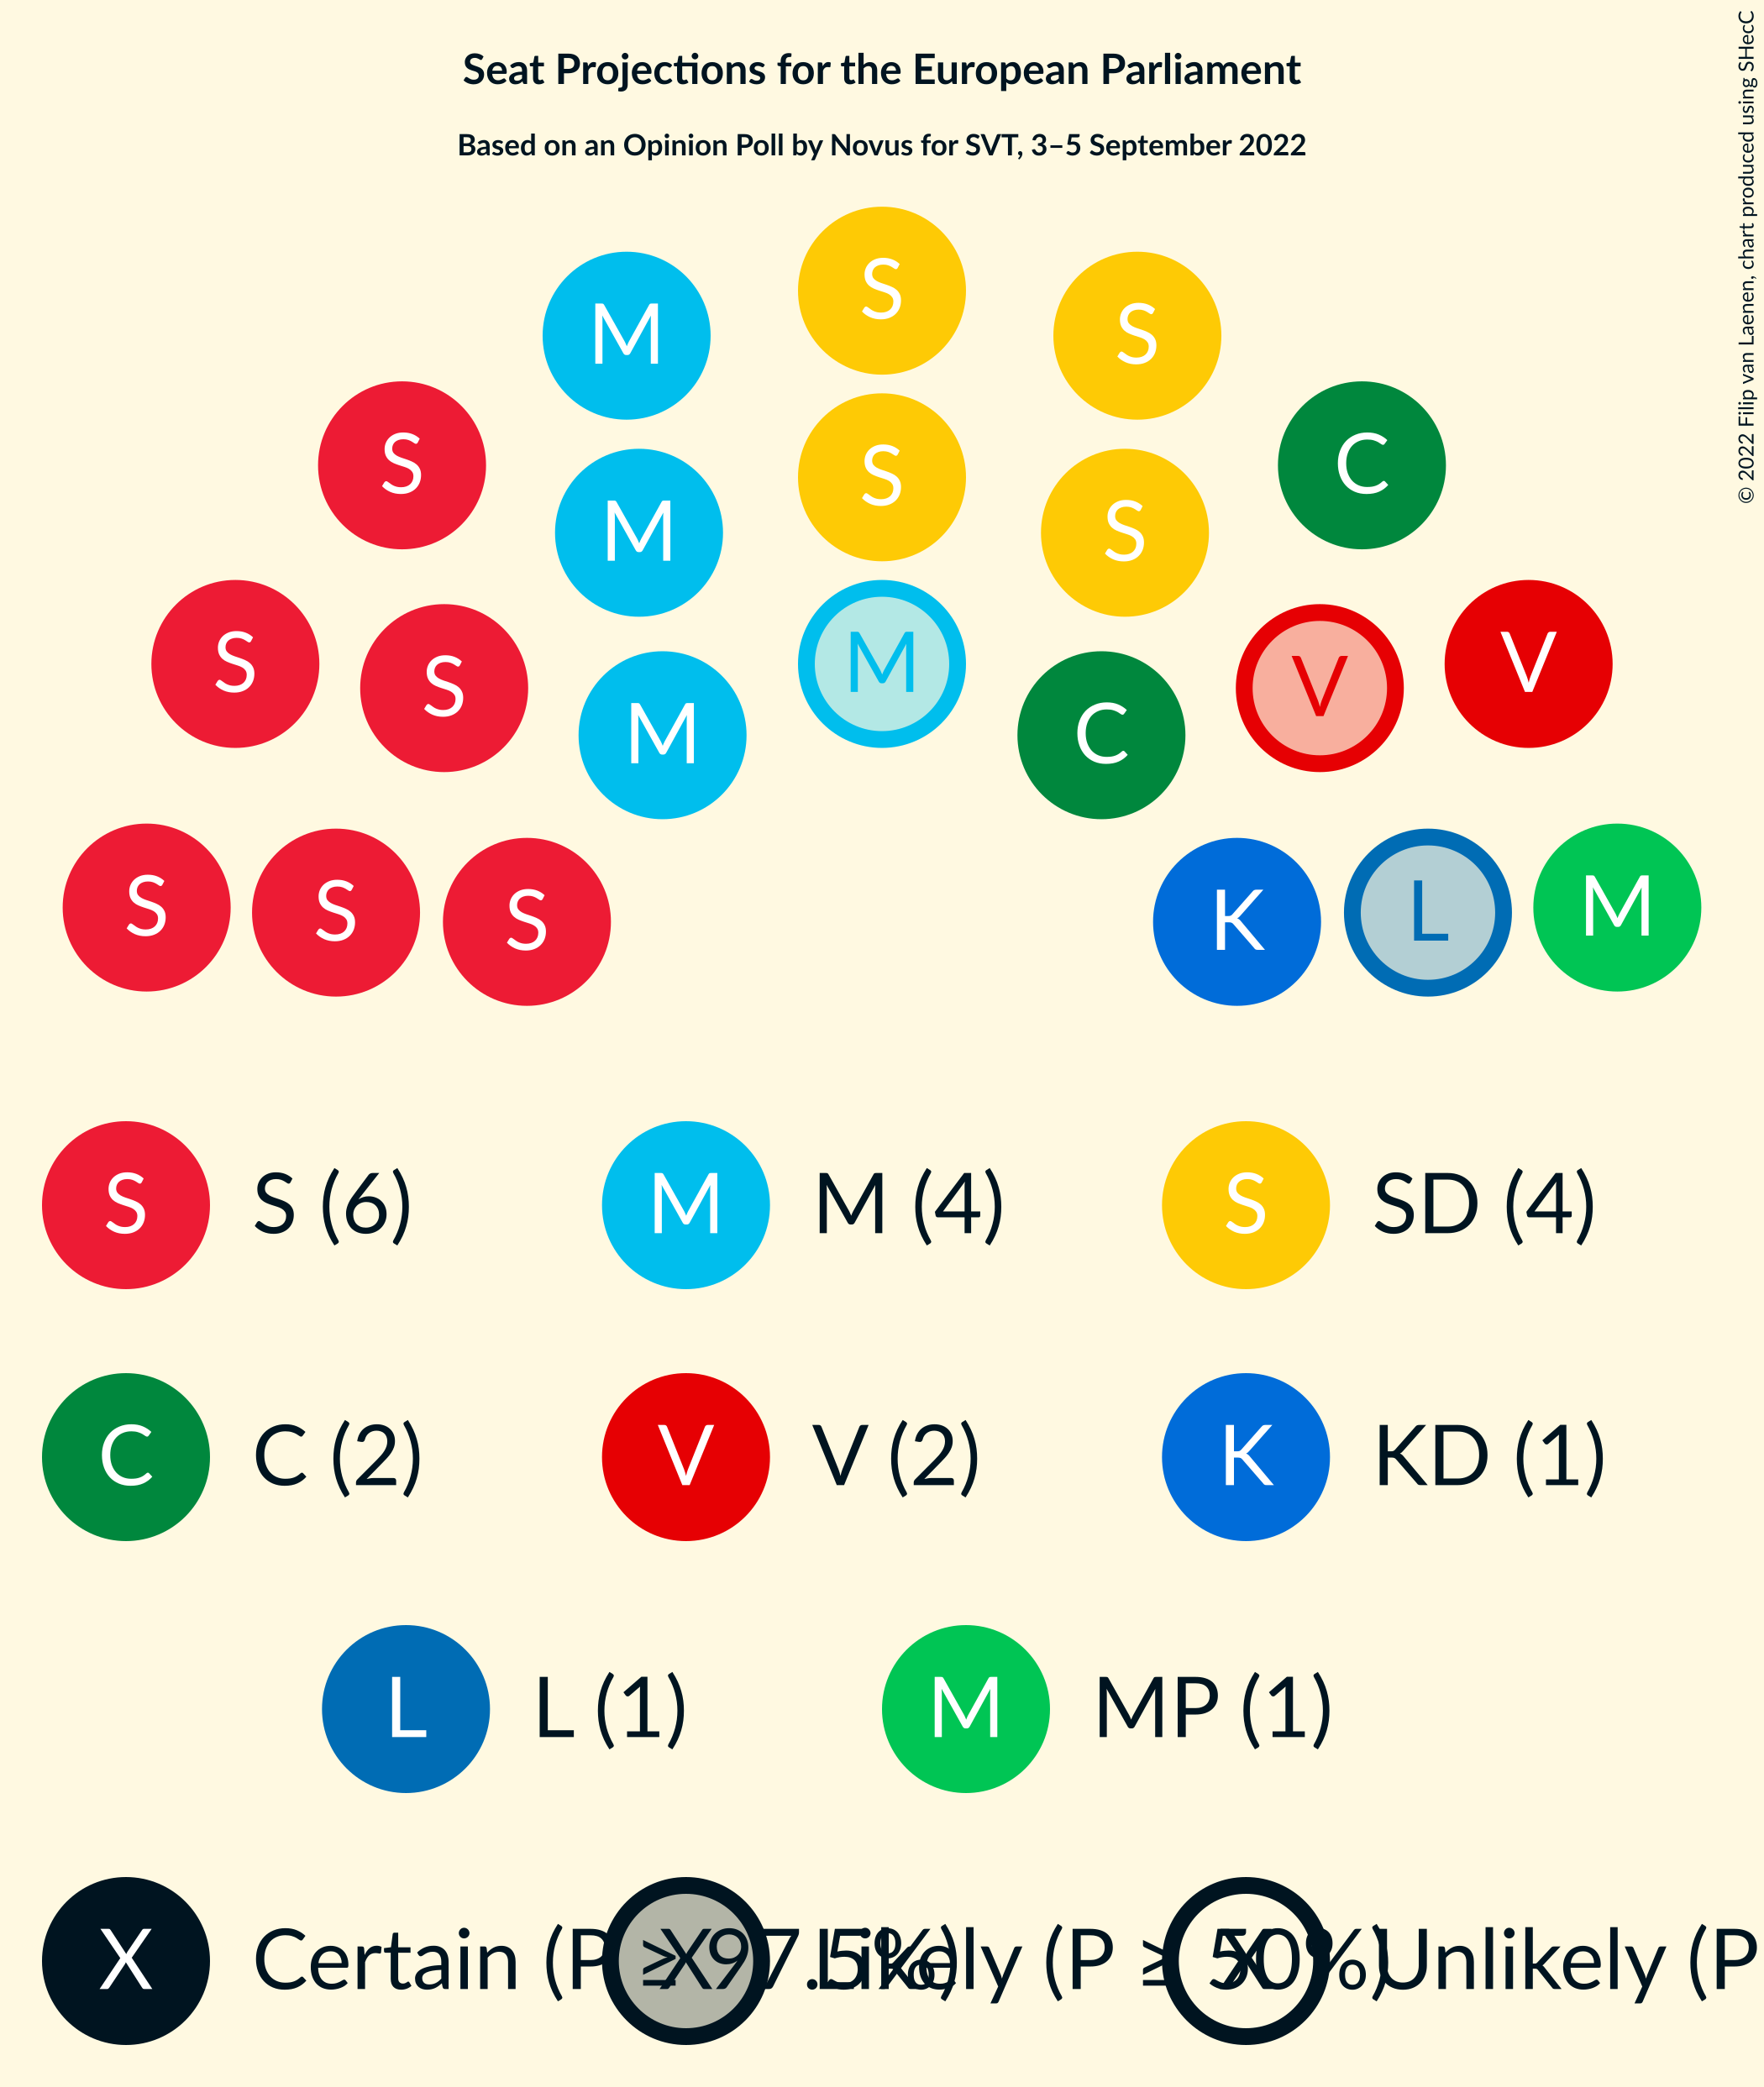 Seat Projections for the European Parliament
Based on an Opinion Poll by Novus for SVT, 3–5 September 2022
© 2022 Filip van Laenen, chart produced using SHecC
S
M S
S C
S
M S
S V
S V
M
M C
S M
S L
S K
S S (6) M M (4) S SD (4)
C C (2) V V (2) K KD (1)
L L (1) M MP (1)
X Certain (P ≥ 97.5%) X Likely (P ≥ 50%) X Unlikely (P